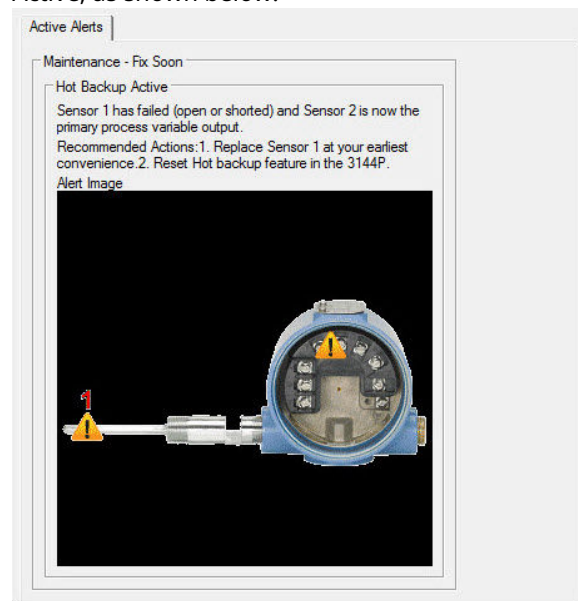 Active Alerts
Maintenance - Fix Soon
Hot Backup Active
Sensor 1 has failed (open or shorted) and Sensor 2 is now the
primary process variable output.
Recommended Actions:1. Replace Sensor 1 at your earliest
convenience.2. Reset Hot backup feature in the 3144P.
Alert Image
1